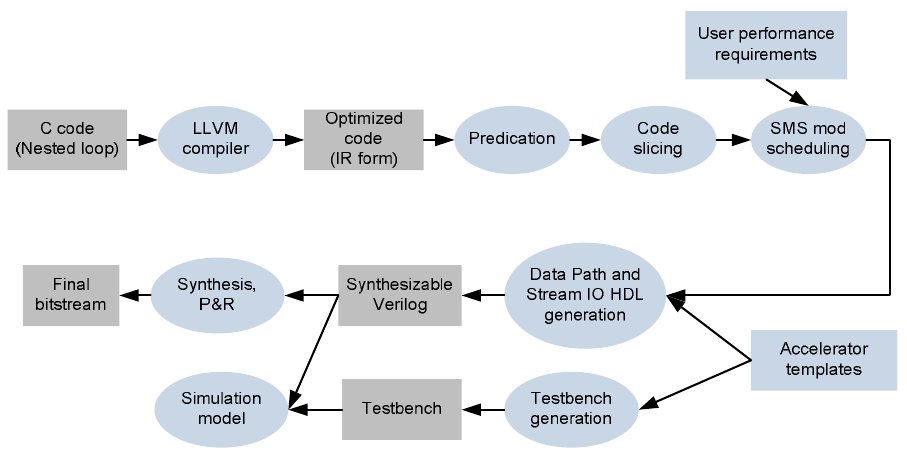 User performance
requirements
C code
(Nested loop)
LLVM
compiler
Optimized
code
(IR form)
Predication
Code
slicing
SMS mod
scheduling
Final
bitstream
Synthesis,
P&R
Synthesizable
Verilog
Data Path and
Stream IO HDL
generation
Accelerator
templates
Simulation
model
Testbench
Testbench
generation